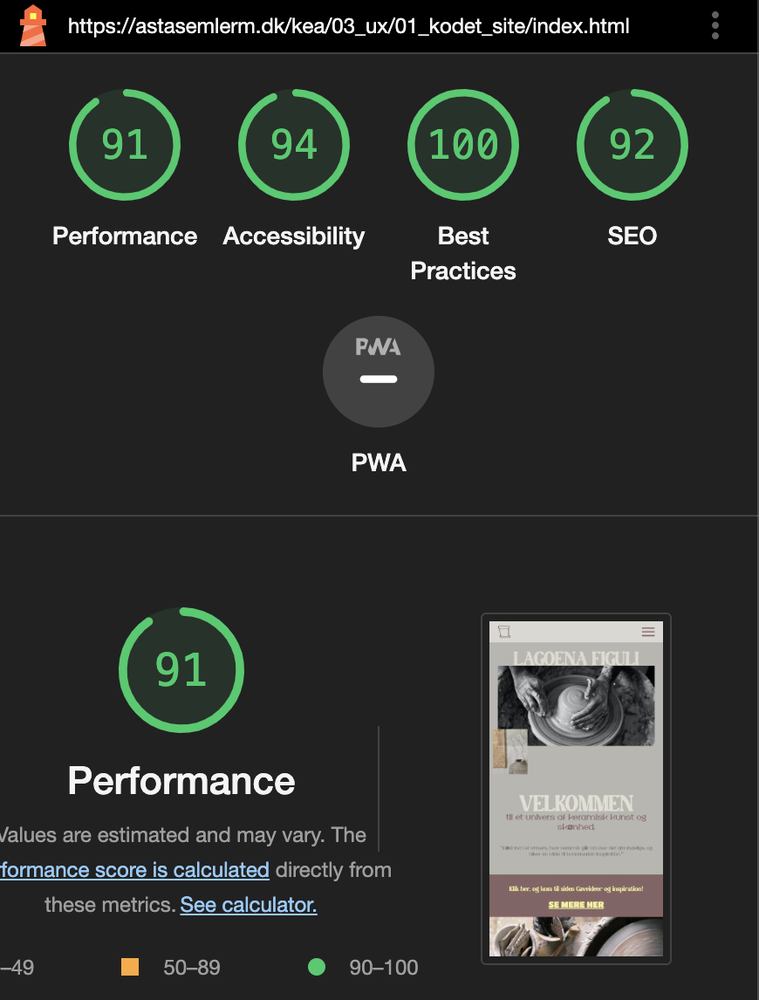 https://astasemlerm.dk/kea/03_ux/01_kodet_site/index.html
91
94
100
92
Performance
Accessibility
Best
Practices
SEO
PWA
PWA
91
Performance
Values are estimated and may vary. The
formance score is calculated directly from
these metrics. See calculator.
–49
50–89
90–100
LAGOENA FIGULI
VELKOMMEN
til et univers af keramisk kunst og
skønhed.
Klik her, og kom til siden Gaveideer og inspiration!
SE MERE HER